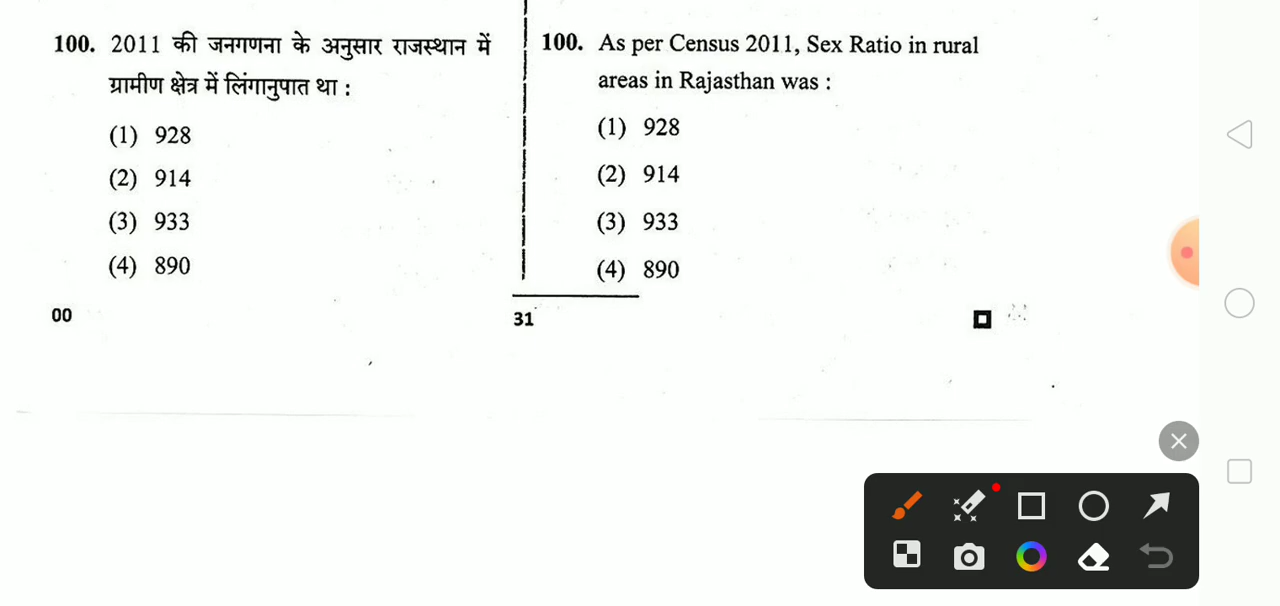 100. 2011 की जनगणना के अनुसार राजस्थान में
ग्रामीण क्षेत्र में लिंगानुपात था :
(1) 928
(2) 914
(3) 933
(4) 890
00
100. As per Census 2011, Sex Ratio in rural
areas in Rajasthan was :
(1) 928
(2) 914
(3) 933
(4) 890
31